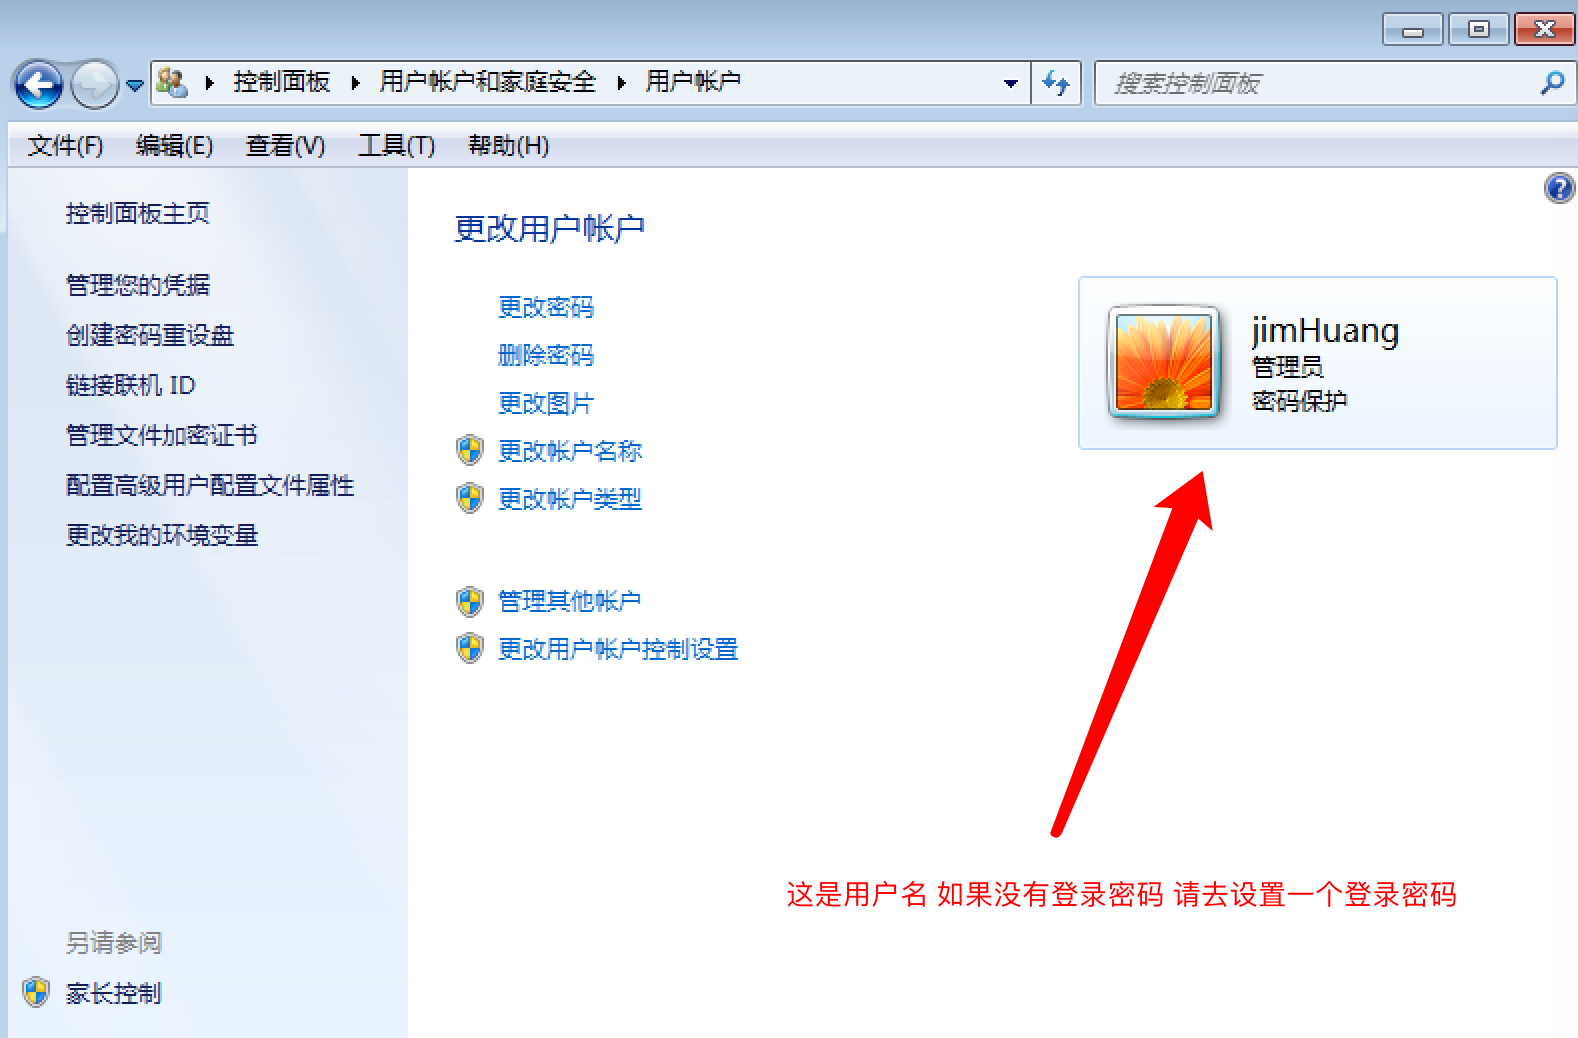 控制面板 用户帐户和家庭安全 用户帐户
搜索控制面板
文件(F) 编辑(E) 查看(V) 工具(T) 帮助(H)
控制面板主页
管理您的凭据
创建密码重设盘
链接联机 ID
管理文件加密证书
配置高级用户配置文件属性
更改我的环境变量
另请参阅
家长控制
更改用户帐户
更改密码
删除密码
更改图片
更改帐户名称
更改帐户类型
管理其他帐户
更改用户帐户控制设置
jimHuang
管理员
密码保护
这是用户名 如果没有登录密码 请去设置一个登录密码